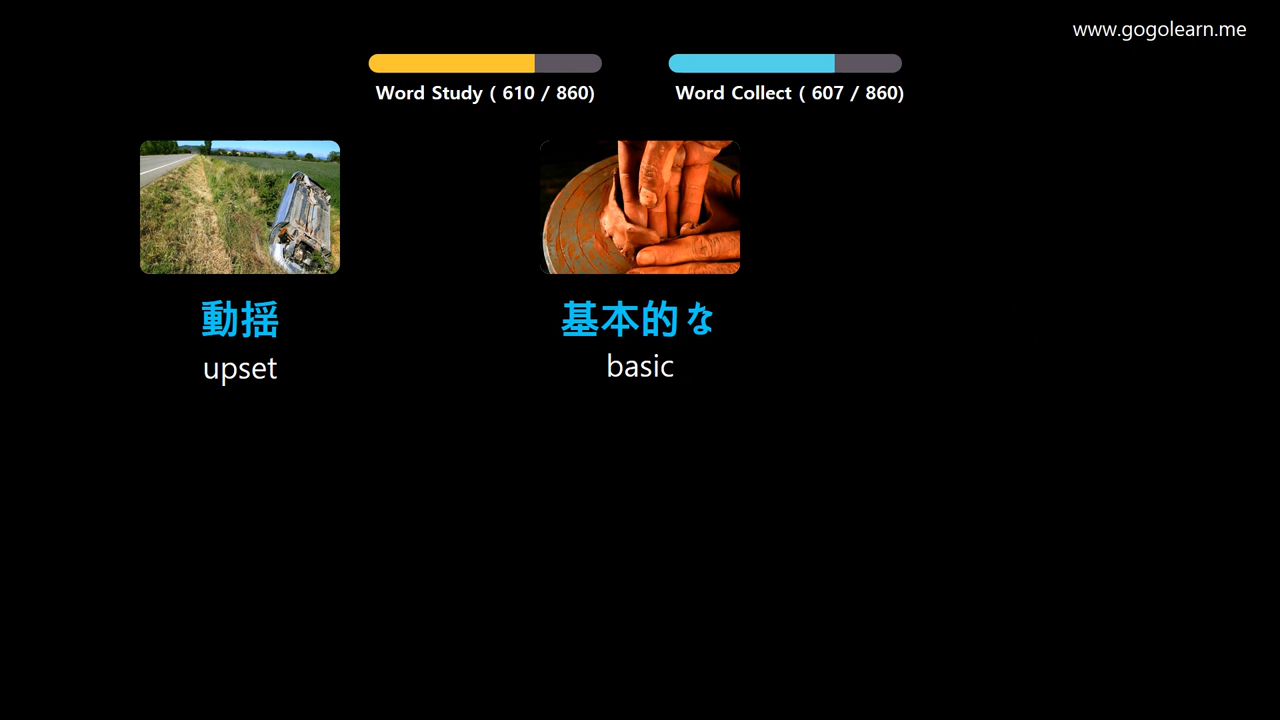 www.gogolearn.me
Word Study ( 610 / 860)
Word Collect ( 607 / 860)
動揺
upset
基本的な
basic